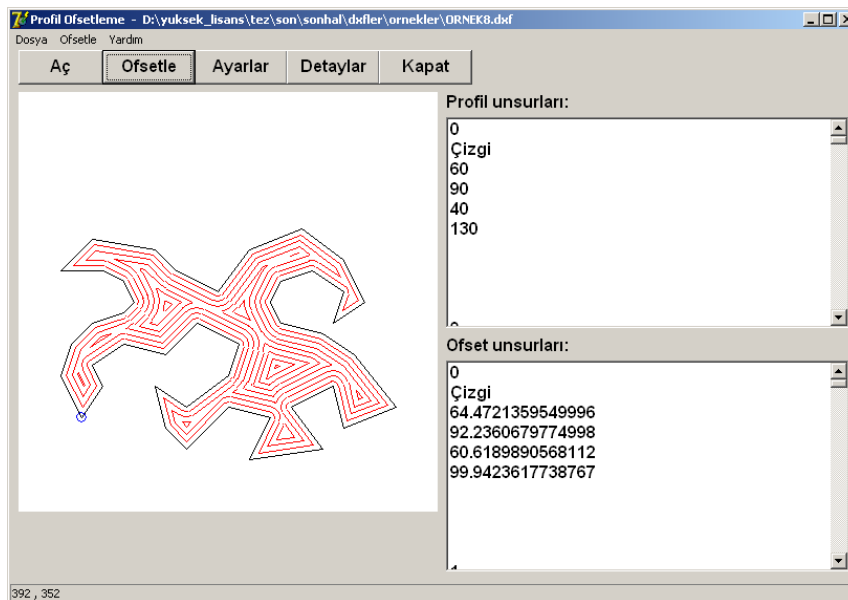 Profil Ofsetleme - D:\yuksek_lisans\tez\son\sonhal\dxfler\ornekler\ORNEK8.dxf
Dosya Ofsetle Yardım
Aç Ofsetle Ayarlar Detaylar Kapat
Profil unsurları:
0
Çizgi
60
90
40
130
Ofset unsurları:
0
Çizgi
64.4721359549996
92.2360679774998
60.6189890568112
99.9423617738767
392 , 352